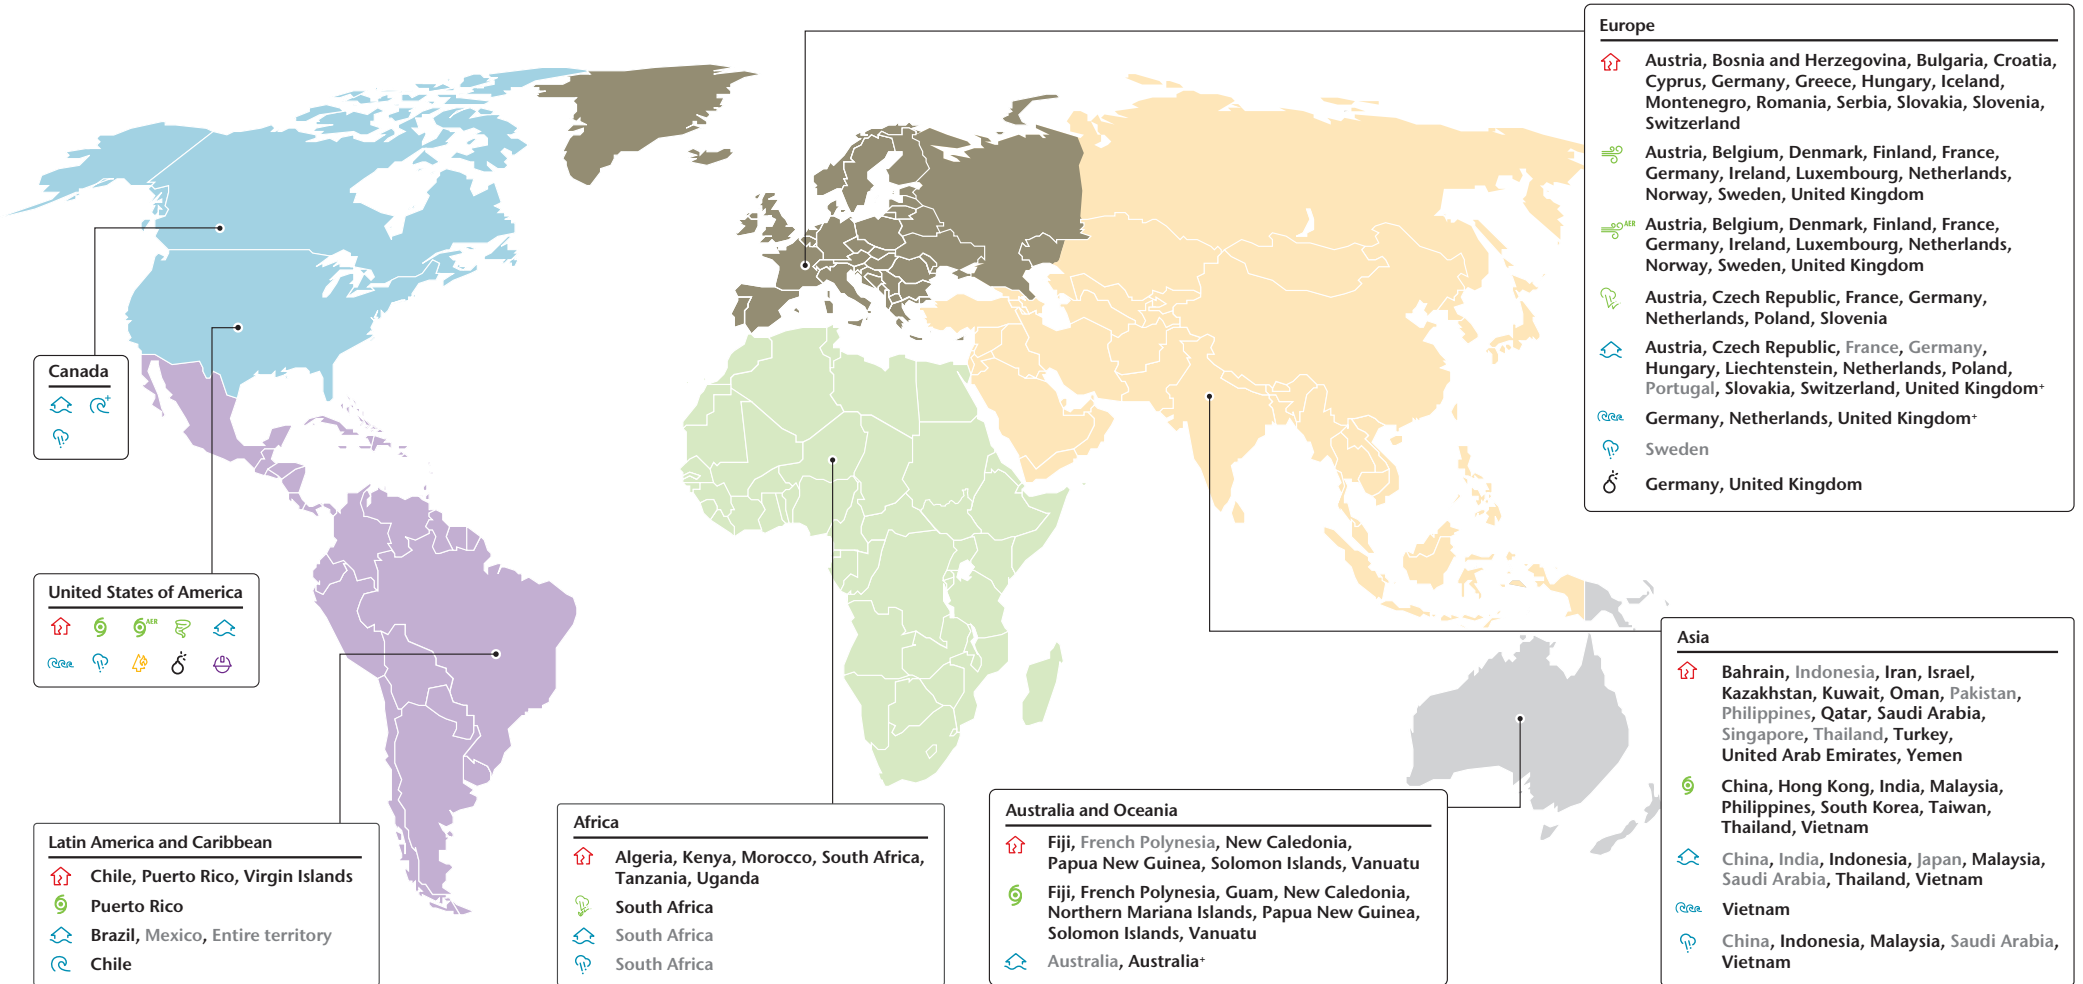 Europe
Austria, Bosnia and Herzegovina, Bulgaria, Croatia,
Cyprus, Germany, Greece, Hungary, Iceland,
Montenegro, Romania, Serbia, Slovakia, Slovenia,
Switzerland
Austria, Belgium, Denmark, Finland, France,
Germany, Ireland, Luxembourg, Netherlands,
Norway, Sweden, United Kingdom
AER
Austria, Belgium, Denmark, Finland, France,
Germany, Ireland, Luxembourg, Netherlands,
Norway, Sweden, United Kingdom
Austria, Czech Republic, France, Germany,
Netherlands, Poland, Slovenia
Austria, Czech Republic, France, Germany,
Hungary, Liechtenstein, Netherlands, Poland,
Portugal, Slovakia, Switzerland, United Kingdom+
Germany, Netherlands, United Kingdom+
Sweden
Germany, United Kingdom
Canada
+
United States of America
AER
Latin America and Caribbean
Chile, Puerto Rico, Virgin Islands
Puerto Rico
Brazil, Mexico, Entire territory
Chile
Africa
Algeria, Kenya, Morocco, South Africa,
Tanzania, Uganda
South Africa
South Africa
South Africa
Australia and Oceania
Fiji, French Polynesia, New Caledonia,
Papua New Guinea, Solomon Islands, Vanuatu
Fiji, French Polynesia, Guam, New Caledonia,
Northern Mariana Islands, Papua New Guinea,
Solomon Islands, Vanuatu
Australia, Australia+
Asia
Bahrain, Indonesia, Iran, Israel,
Kazakhstan, Kuwait, Oman, Pakistan,
Philippines, Qatar, Saudi Arabia,
Singapore, Thailand, Turkey,
United Arab Emirates, Yemen
China, Hong Kong, India, Malaysia,
Philippines, South Korea, Taiwan,
Thailand, Vietnam
China, India, Indonesia, Japan, Malaysia,
Saudi Arabia, Thailand, Vietnam
Vietnam
China, Indonesia, Malaysia, Saudi Arabia,
Vietnam